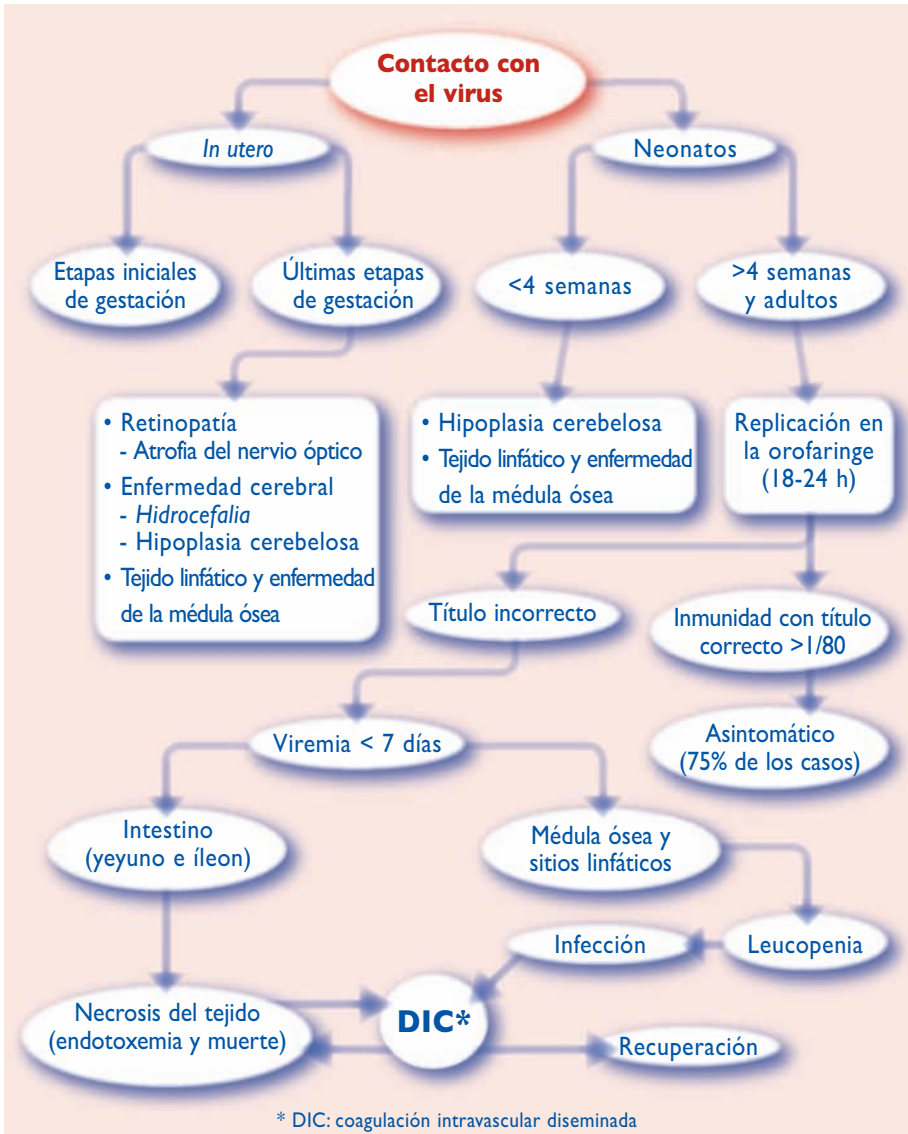 Contacto con
el virus
In utero
Neonatos
Etapas iniciales
de gestación
Últimas etapas
de gestación
<4 semanas
>4 semanas
y adultos
• Retinopatía
- Atrofia del nervio óptico
• Enfermedad cerebral
- Hidrocefalia
- Hipoplasia cerebelosa
• Tejido linfático y enfermedad
de la médula ósea
• Hipoplasia cerebelosa
• Tejido linfático y enfermedad
de la médula ósea
Replicación en
la orofaringe
(18-24 h)
Título incorrecto
Inmunidad con título
correcto >1/80
Viremia < 7 días
Asintomático
(75% de los casos)
Intestino
(yeyuno e íleon)
Médula ósea y
sitios linfáticos
Infección
Leucopenia
Necrosis del tejido
(endotoxemia y muerte)
DIC*
Recuperación
* DIC: coagulación intravascular diseminada